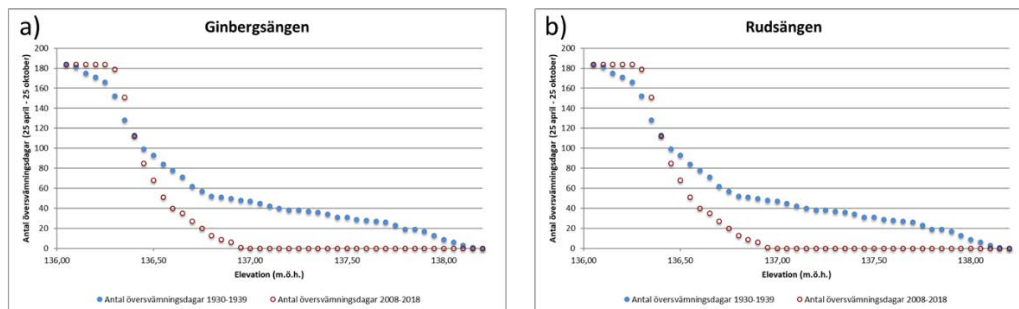 a)
Ginbergsängen
Antal översvämningsdagar (25 april - 25 oktober)
200
180
160
140
120
100
80
60
40
20
0
136,00 136,50 137,00 137,50 138,00
Elevation (m.ö.h.)
Antal översvämningsdagar 1930-1939 Antal översvämningsdagar 2008-2018
b)
Rudsängen
Antal översvämningsdagar (25 april - 25 oktober)
200
180
160
140
120
100
80
60
40
20
0
136,00 136,50 137,00 137,50 138,00
Elevation (m.ö.h.)
Antal översvämningsdagar 1930-1939 Antal översvämningsdagar 2008-2018